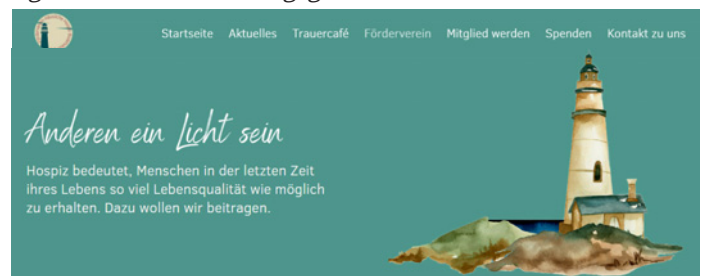 Startseite Aktuelles Trauercafé Förderverein Mitglied werden Spenden Kontakt zu uns
Anderen ein Licht sein
Hospiz bedeutet, Menschen in der letzten Zeit
ihres Lebens so viel Lebensqualität wie möglich
zu erhalten. Dazu wollen wir beitragen.